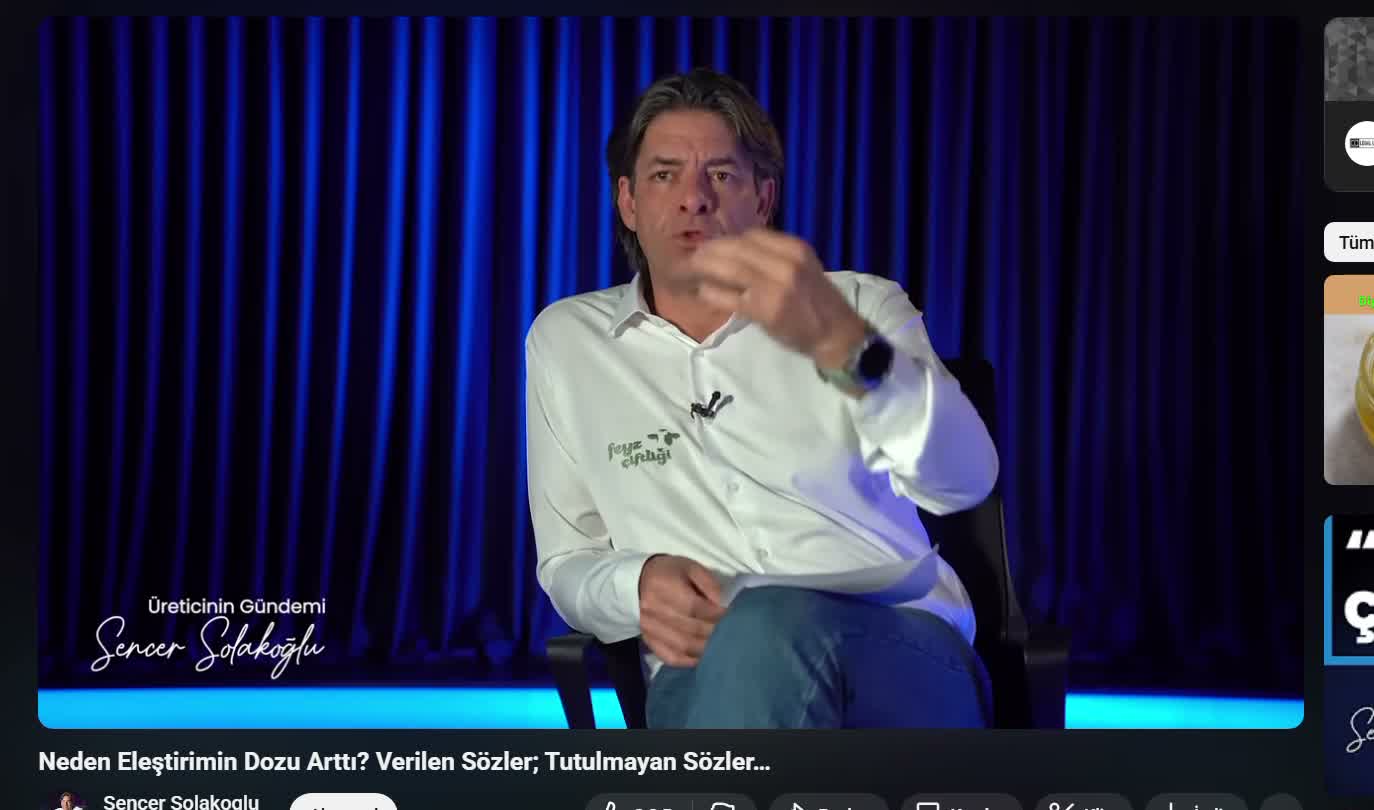 feyz
çiftliği
Üreticinin Gündemi
Sencer Solakoğlu
Neden Eleştirimin Dozu Arttı? Verilen Sözler; Tutulmayan Sözler...
Sencer Solakoglu
Tüm